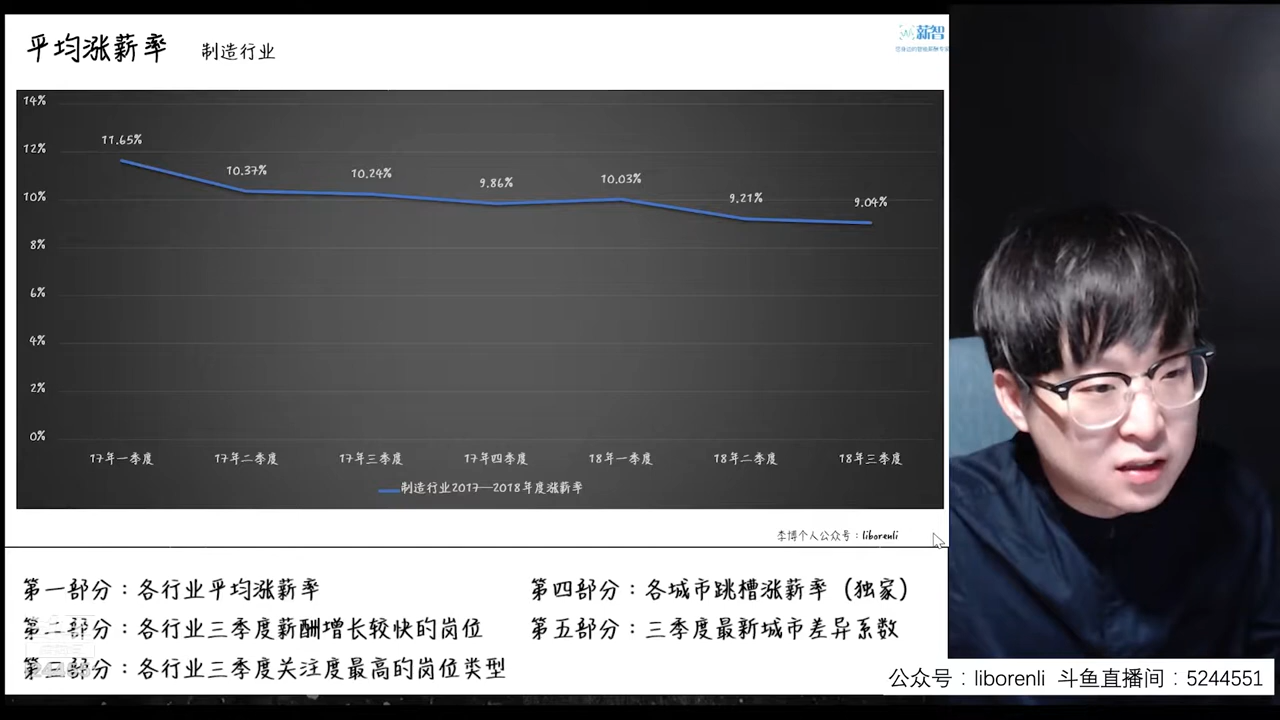 平均涨薪率 制造行业
薪智
14%
12%
10%
8%
6%
4%
2%
0%
11.65%
10.37%
10.24%
9.86%
10.03%
9.21%
9.04%
17年一季度 17年二季度 17年三季度 17年四季度 18年一季度 18年二季度 18年三季度
制造行业2017—2018年度涨薪率
李博个人公众号：liborenli
第一部分：各行业平均涨薪率
第二部分：各行业三季度薪酬增长较快的岗位
第三部分：各行业三季度关注度最高的岗位类型
第四部分：各城市跳槽涨薪率（独家）
第五部分：三季度最新城市差异系数
公众号：liborenli 斗鱼直播间：5244551